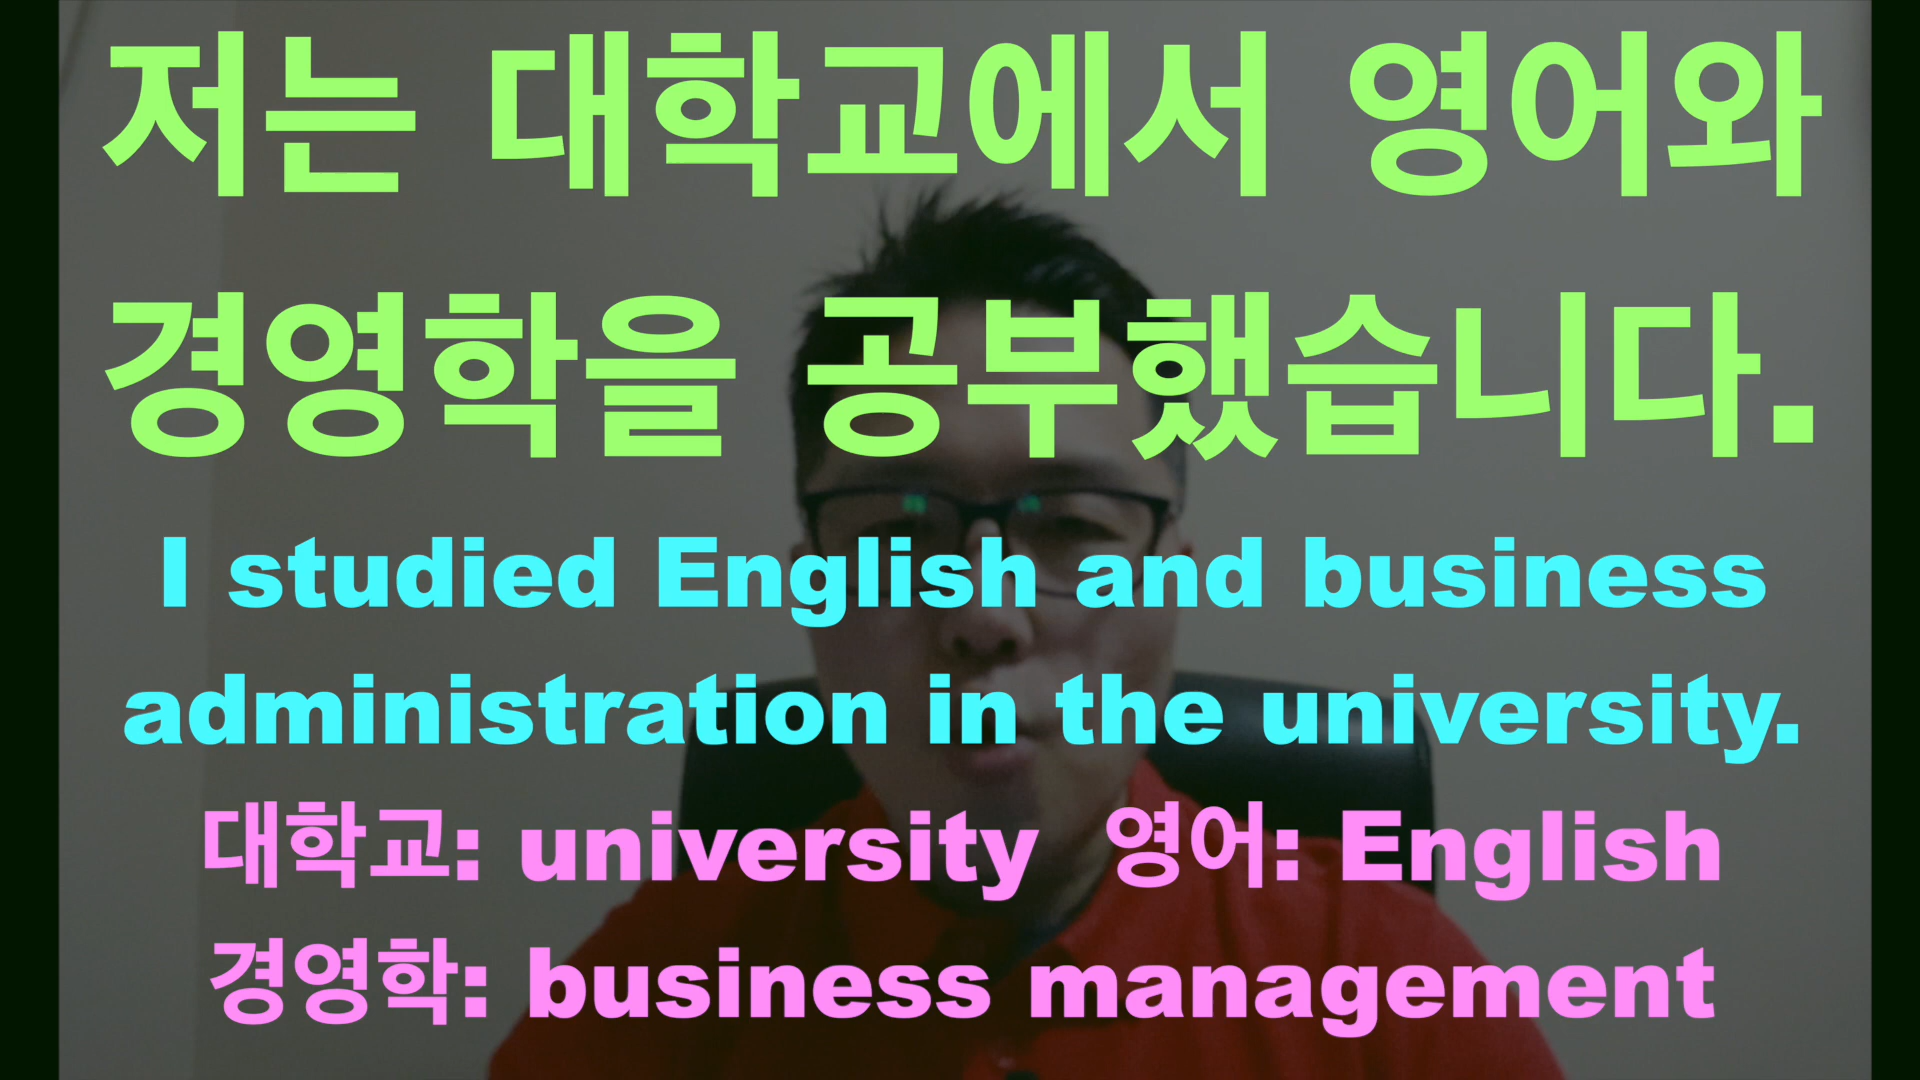 저는 대학교에서 영어와
경영학을 공부했습니다.
I studied English and business
administration in the university.
대학교: university 영어: English
경영학: business management